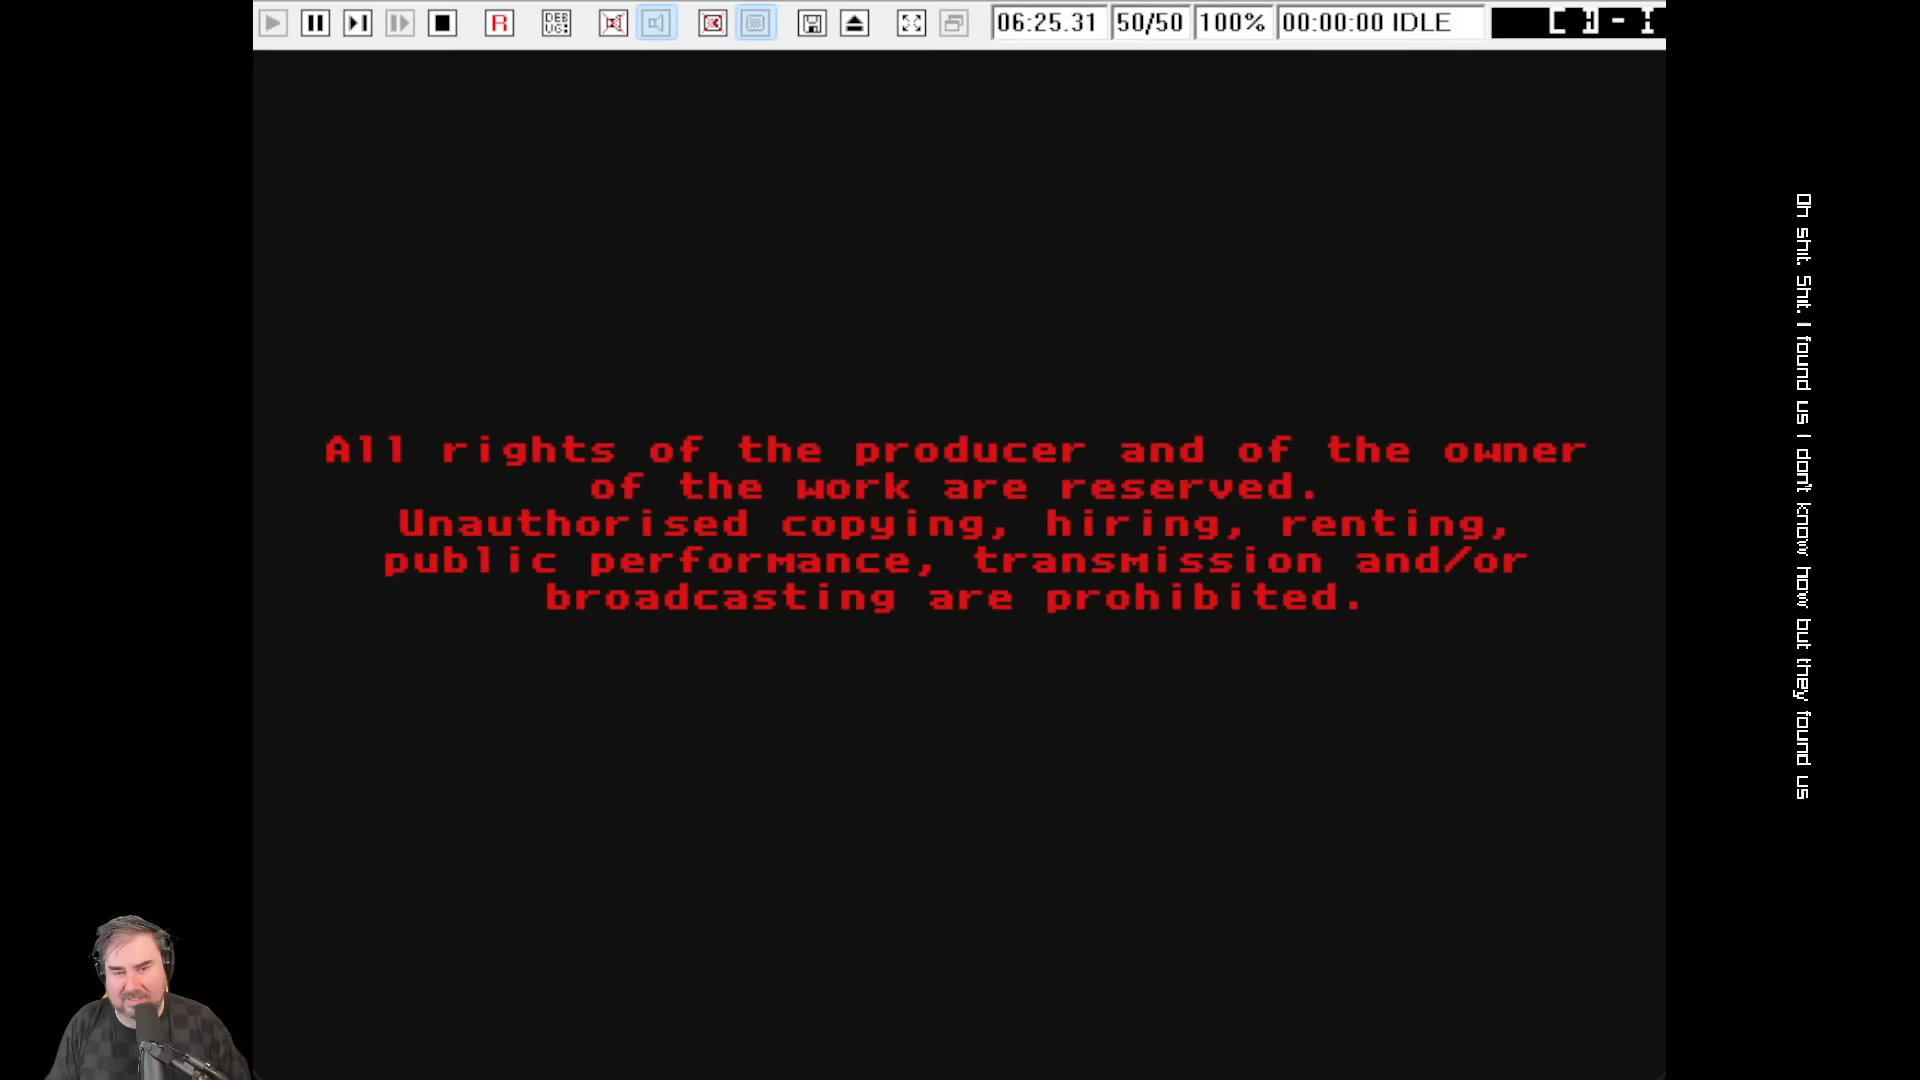 R
DEB
UG:
06:25.31
50/50
100%
00:00:00 IDLE
All rights of the producer and of the owner
of the work are reserved.
Unauthorised copying, hiring, renting,
public performance, transmission and/or
broadcasting are prohibited.
Oh shit. Shit. I found us I don't know how but they found us